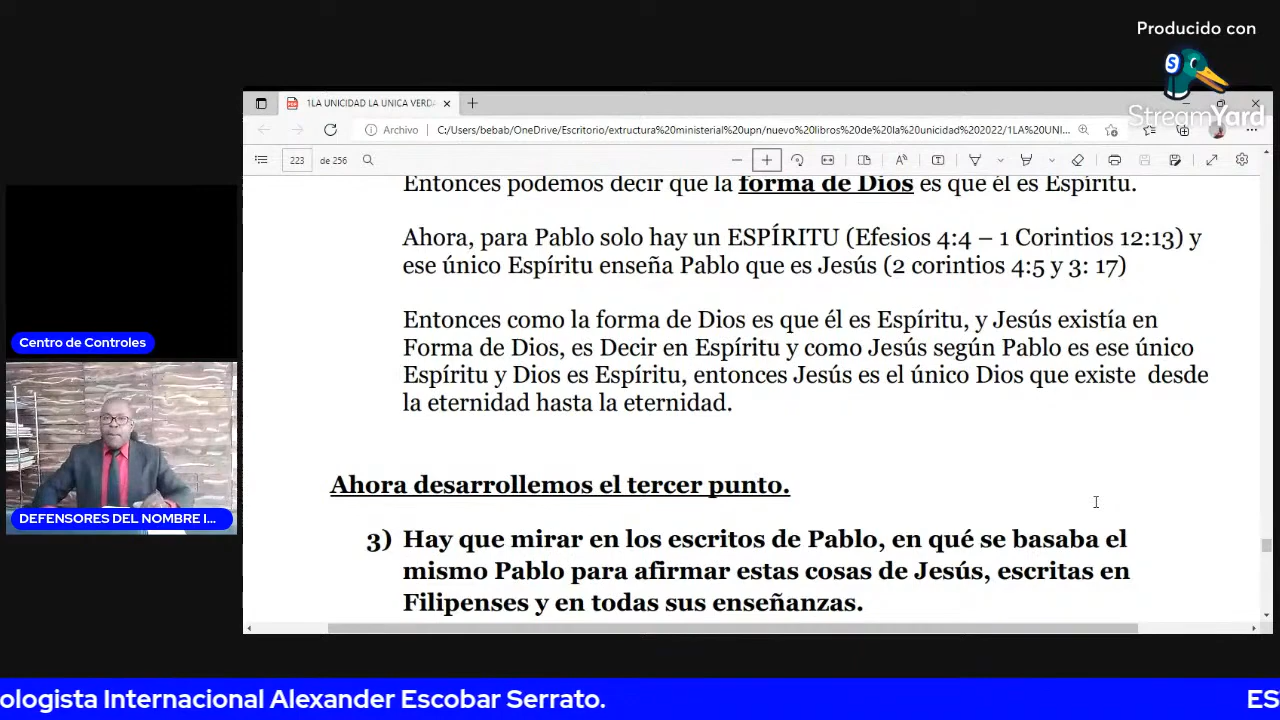 Producido con
StreamYard
1LA UNICIDAD LA UNICA VERDA
Archivo
C:/Users/bebab/OneDrive/Escritorio/extructura%20ministerial%20upn/nuevo%20libros%20de%20la%20unicidad%202022/1LA%20UNI...
223 de 256
Entonces podemos decir que la forma de Dios es que él es Espíritu.
Ahora, para Pablo solo hay un ESPÍRITU (Efesios 4:4 – 1 Corintios 12:13) y
ese único Espíritu enseña Pablo que es Jesús (2 corintios 4:5 y 3: 17)
Entonces como la forma de Dios es que él es Espíritu, y Jesús existía en
Forma de Dios, es Decir en Espíritu y como Jesús según Pablo es ese único
Espíritu y Dios es Espíritu, entonces Jesús es el único Dios que existe desde
la eternidad hasta la eternidad.
Ahora desarrollemos el tercer punto.
3) Hay que mirar en los escritos de Pablo, en qué se basaba el
mismo Pablo para afirmar estas cosas de Jesús, escritas en
Filipenses y en todas sus enseñanzas.
Centro de Controles
DEFENSORES DEL NOMBRE I...
ologista Internacional Alexander Escobar Serrato.
ES